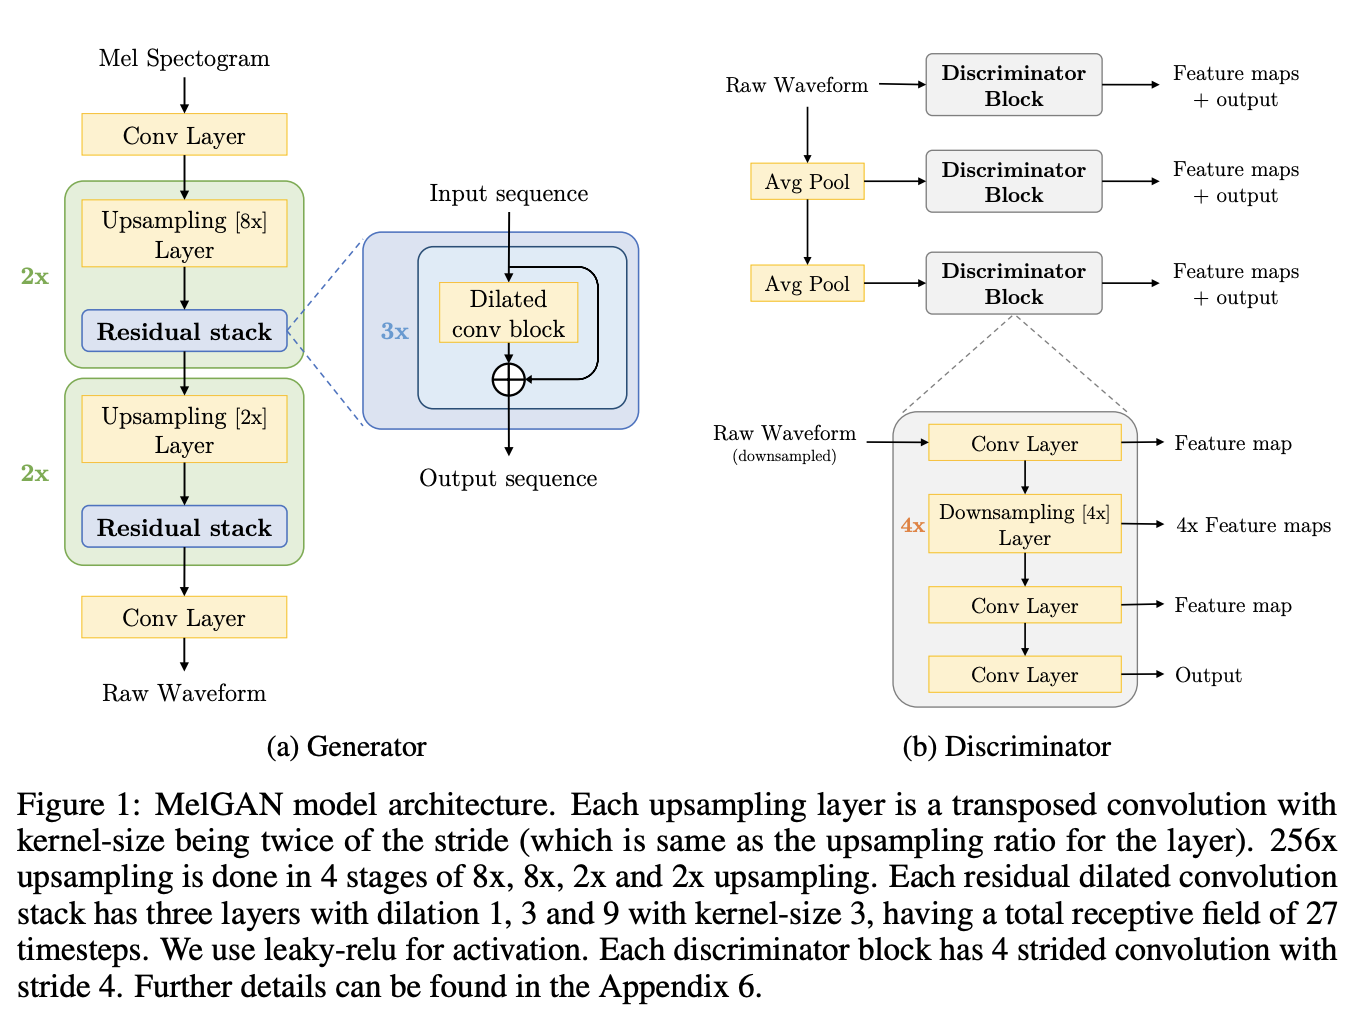 Mel Spectogram
Conv Layer
2x
Upsampling [8x]
Layer
Residual stack
2x
Upsampling [2x]
Layer
Residual stack
Conv Layer
Raw Waveform
Input sequence
3x
Dilated
conv block
Output sequence
(a) Generator
Raw Waveform
Discriminator
Block
Feature maps
+ output
Avg Pool
Discriminator
Block
Feature maps
+ output
Avg Pool
Discriminator
Block
Feature maps
+ output
Raw Waveform
(downsampled)
Conv Layer
Feature map
4x
Downsampling [4x]
Layer
4x Feature maps
Conv Layer
Feature map
Conv Layer
Output
(b) Discriminator
Figure 1: MelGAN model architecture. Each upsampling layer is a transposed convolution with
kernel-size being twice of the stride (which is same as the upsampling ratio for the layer). 256x
upsampling is done in 4 stages of 8x, 8x, 2x and 2x upsampling. Each residual dilated convolution
stack has three layers with dilation 1, 3 and 9 with kernel-size 3, having a total receptive field of 27
timesteps. We use leaky-relu for activation. Each discriminator block has 4 strided convolution with
stride 4. Further details can be found in the Appendix 6.